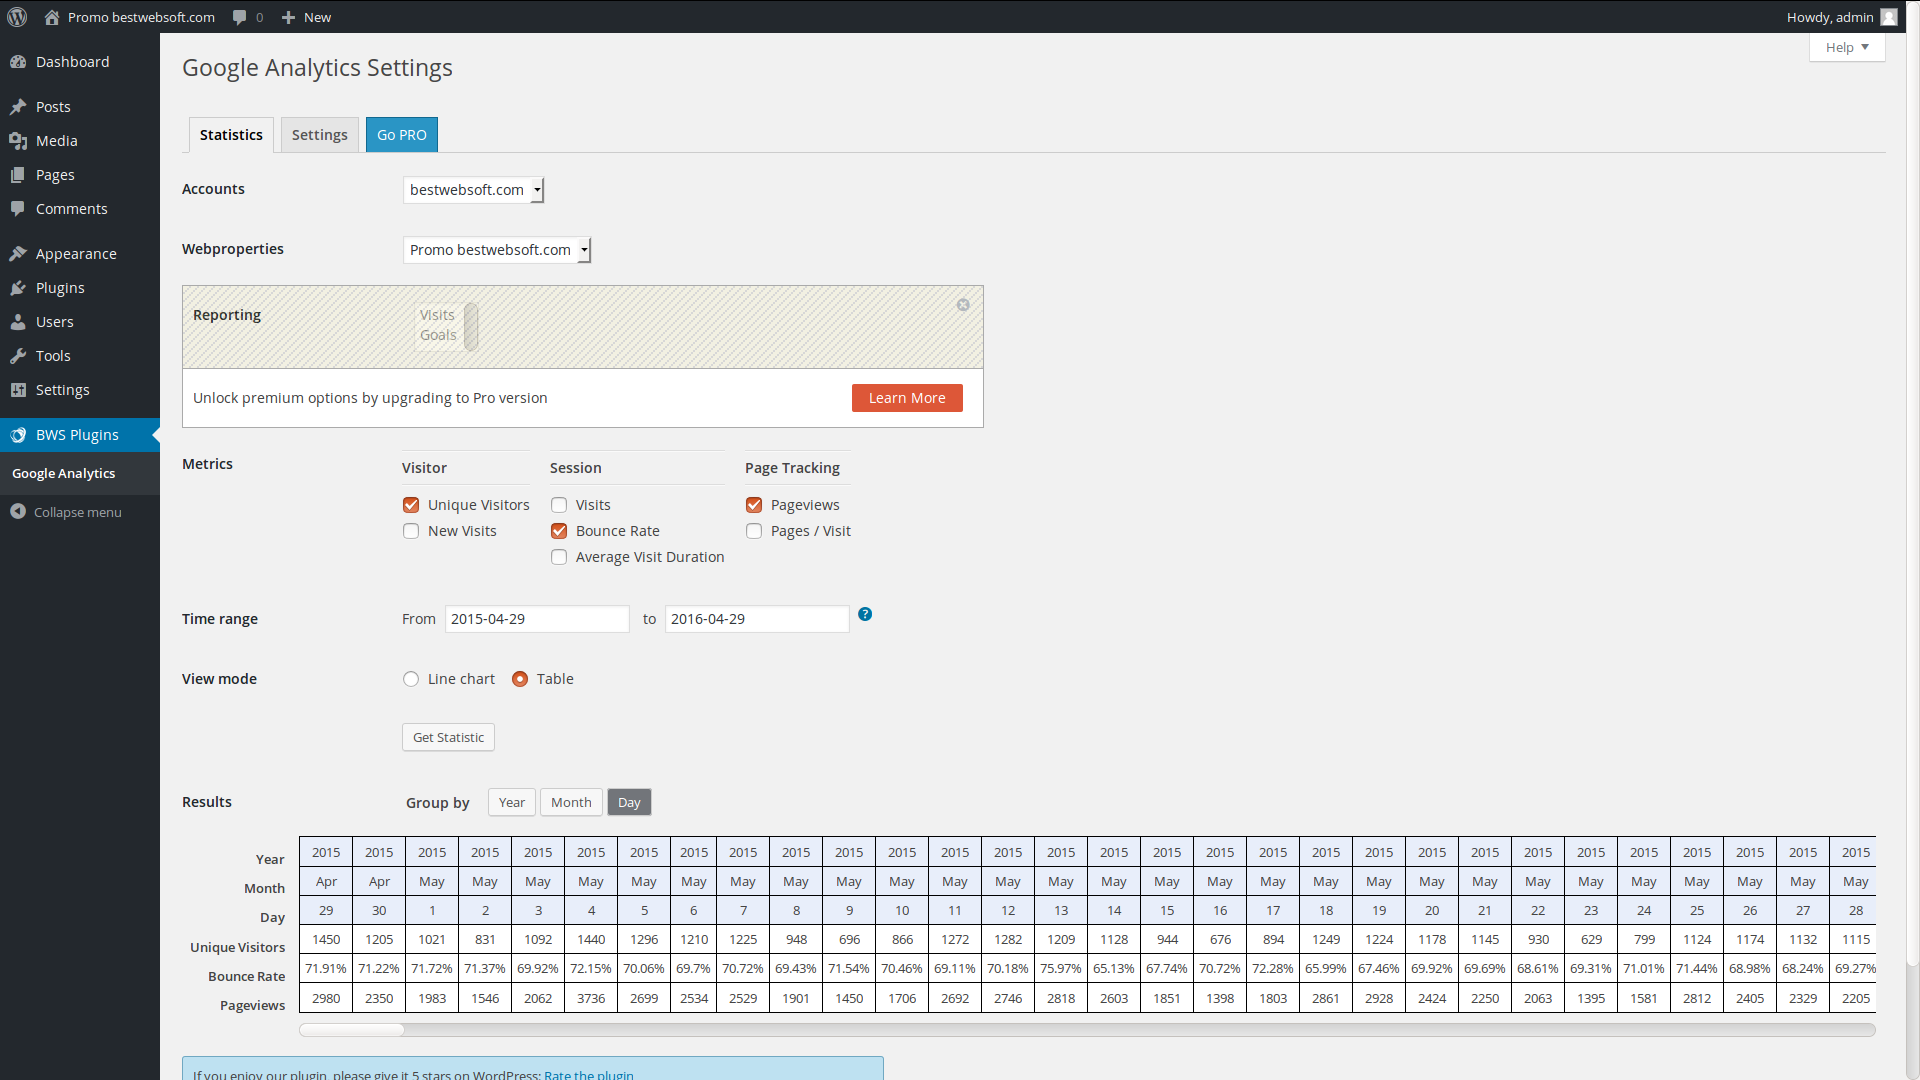 Promo bestwebsoft.com 0 New Howdy, admin
Help
Dashboard
Posts
Media
Pages
Comments
Appearance
Plugins
Users
Tools
Settings
BWS Plugins
Google Analytics
Collapse menu
Google Analytics Settings
Statistics Settings Go PRO
Accounts bestwebsoft.com
Webproperties Promo bestwebsoft.com
Reporting Visits
Goals
Unlock premium options by upgrading to Pro version Learn More
Metrics Visitor Session Page Tracking
Unique Visitors Visits Pageviews
New Visits Bounce Rate Pages / Visit
Average Visit Duration
Time range From 2015-04-29 to 2016-04-29 ?
View mode Line chart Table
Get Statistic
Results Group by Year Month Day
Year 2015 2015 2015 2015 2015 2015 2015 2015 2015 2015 2015 2015 2015 2015 2015 2015 2015 2015 2015 2015 2015 2015 2015 2015 2015 2015 2015 2015 2015 2015
Month Apr Apr May May May May May May May May May May May May May May May May May May May May May May May May May May May May
Day 29 30 1 2 3 4 5 6 7 8 9 10 11 12 13 14 15 16 17 18 19 20 21 22 23 24 25 26 27 28
Unique Visitors 1450 1205 1021 831 1092 1440 1296 1210 1225 948 696 866 1272 1282 1209 1128 944 676 894 1249 1224 1178 1145 930 629 799 1124 1174 1132 1115
Bounce Rate 71.91% 71.22% 71.72% 71.37% 69.92% 72.15% 70.06% 69.7% 70.72% 69.43% 71.54% 70.46% 69.11% 70.18% 75.97% 65.13% 67.74% 70.72% 72.28% 65.99% 67.46% 69.92% 69.69% 68.61% 69.31% 71.01% 71.44% 68.98% 68.24% 69.27%
Pageviews 2980 2350 1983 1546 2062 3736 2699 2534 2529 1901 1450 1706 2692 2746 2818 2603 1851 1398 1803 2861 2928 2424 2250 2063 1395 1581 2812 2405 2329 2205
If you enjoy our plugin, please give it 5 stars on WordPress: Rate the plugin